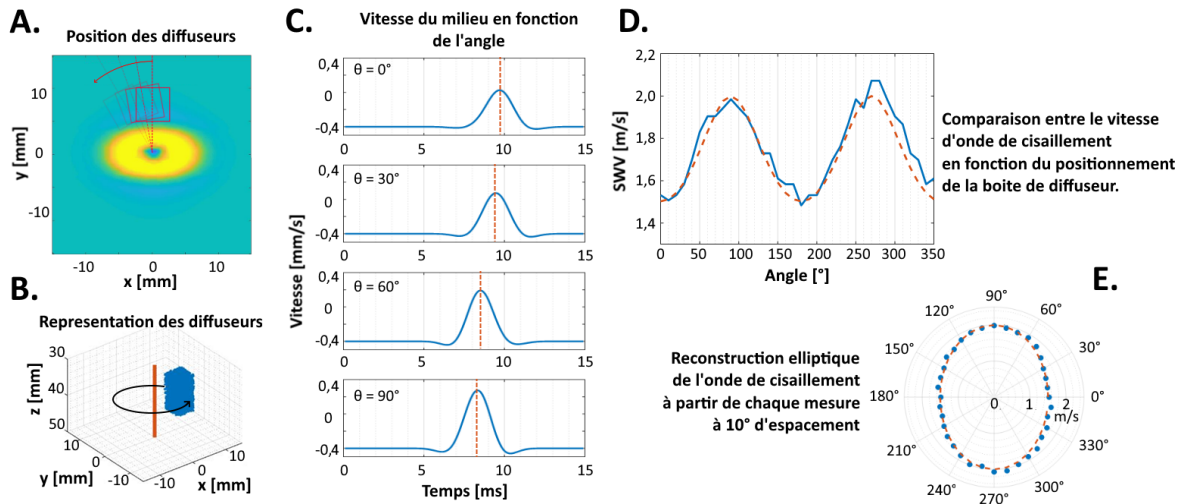 A.
Position des diffuseurs
y [mm]
10
0
-10
-10
0
10
x [mm]
B.
Representation des diffuseurs
30
40
50
z [mm]
10
0
-10
y [mm]
-10
0
10
x [mm]
C.
Vitesse du milieu en fonction
de l'angle
Vitesse [mm/s]
θ = 0°
0,4
0
-0,4
0
5
10
15
θ = 30°
0,4
0
-0,4
0
5
10
15
θ = 60°
0,4
0
-0,4
0
5
10
15
θ = 90°
0,4
0
-0,4
0
5
10
15
Temps [ms]
D.
SWV [m/s]
2,2
2,0
1,8
1,6
1,4
0
50
100
150
200
250
300
350
Angle [°]
Comparaison entre le vitesse
d'onde de cisaillement
en fonction du positionnement
de la boite de diffuseur.
E.
Reconstruction elliptique
de l'onde de cisaillement
à partir de chaque mesure
à 10° d'espacement
90°
60°
30°
0°
330°
300°
270°
240°
210°
180°
150°
120°
0
1
2
m/s